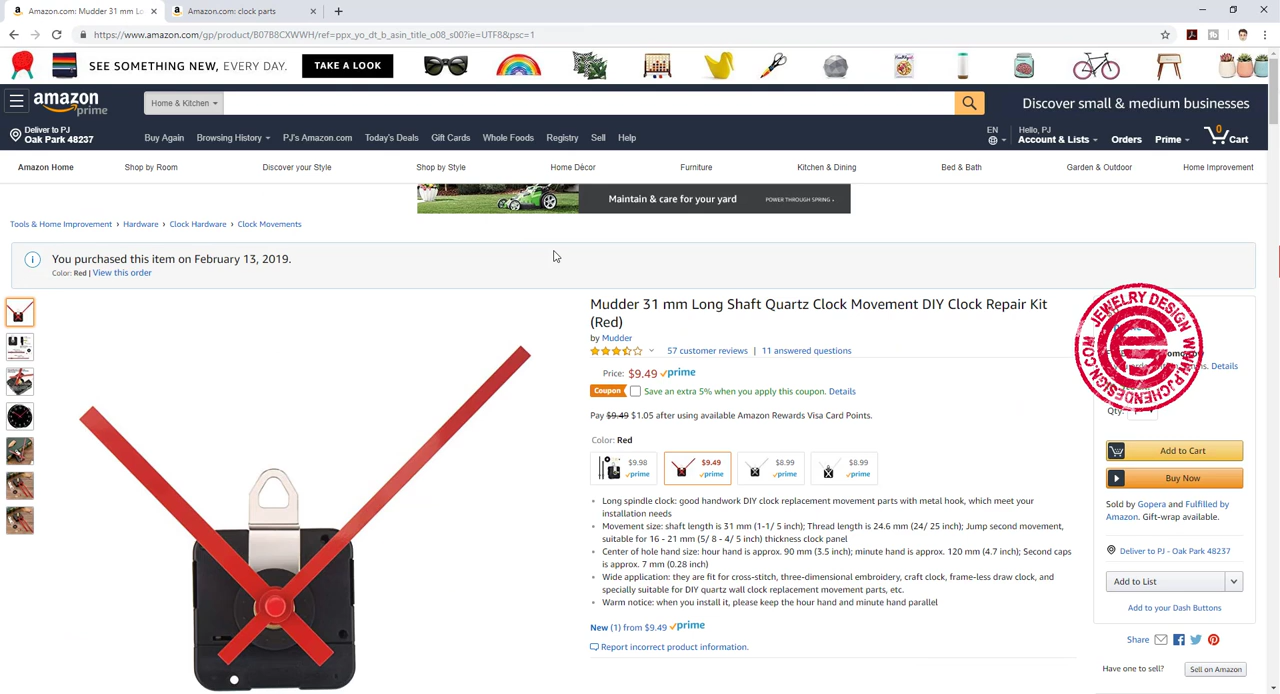 Amazon.com: Mudder 31 mm Lo
Amazon.com: clock parts
https://www.amazon.com/gp/product/B07B8CXWWH/ref=ppx_yo_dt_b_asin_title_o08_s00?ie=UTF8&psc=1
SEE SOMETHING NEW, EVERY DAY.
TAKE A LOOK
amazon prime
Home & Kitchen
Discover small & medium businesses
Deliver to PJ
Oak Park 48237
Buy Again Browsing History PJ's Amazon.com Today's Deals Gift Cards Whole Foods Registry Sell Help
EN
Hello, PJ
Account & Lists Orders Prime 0 Cart
Amazon Home Shop by Room Discover your Style Shop by Style Home Décor Furniture Kitchen & Dining Bed & Bath Garden & Outdoor Home Improvement
Maintain & care for your yard POWER THROUGH SPRING ›
Tools & Home Improvement › Hardware › Clock Hardware › Clock Movements
You purchased this item on February 13, 2019.
Color: Red | View this order
Mudder 31 mm Long Shaft Quartz Clock Movement DIY Clock Repair Kit
(Red)
by Mudder
57 customer reviews | 11 answered questions
Price: $9.49 prime
Coupon Save an extra 5% when you apply this coupon. Details
Pay $9.49 $1.05 after using available Amazon Rewards Visa Card Points.
Color: Red
$9.98 prime
$9.49 prime
$8.99 prime
$8.99 prime
Long spindle clock: good handwork DIY clock replacement movement parts with metal hook, which meet your
installation needs
Movement size: shaft length is 31 mm (1-1/ 5 inch); Thread length is 24.6 mm (24/ 25 inch); Jump second movement,
suitable for 16 - 21 mm (5/ 8 - 4/ 5 inch) thickness clock panel
Center of hole hand size: hour hand is approx. 90 mm (3.5 inch); minute hand is approx. 120 mm (4.7 inch); Second caps
is approx. 7 mm (0.28 inch)
Wide application: they are fit for cross-stitch, three-dimensional embroidery, craft clock, frame-less draw clock, and
specially suitable for DIY quartz wall clock replacement movement parts, etc.
Warm notice: when you install it, please keep the hour hand and minute hand parallel
New (1) from $9.49 prime
Report incorrect product information.
JEWELRY DESIGN WWW.PJCHENDESIGN.COM
Details
Qty:
Add to Cart
Buy Now
Sold by Gopera and Fulfilled by
Amazon. Gift-wrap available.
Deliver to PJ - Oak Park 48237
Add to List
Add to your Dash Buttons
Share
Have one to sell? Sell on Amazon